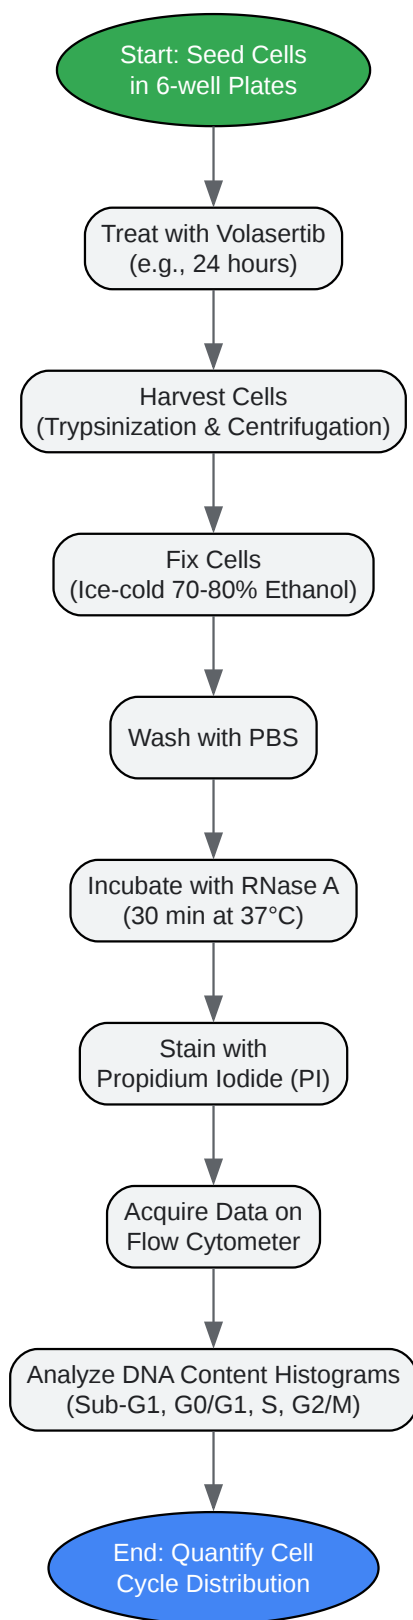 Start: Seed Cells
in 6-well Plates
Treat with Volasertib
(e.g., 24 hours)
Harvest Cells
(Trypsinization & Centrifugation)
Fix Cells
(Ice-cold 70-80% Ethanol)
Wash with PBS
Incubate with RNase A
(30 min at 37°C)
Stain with
Propidium Iodide (PI)
Acquire Data on
Flow Cytometer
Analyze DNA Content Histograms
(Sub-G1, G0/G1, S, G2/M)
End: Quantify Cell
Cycle Distribution